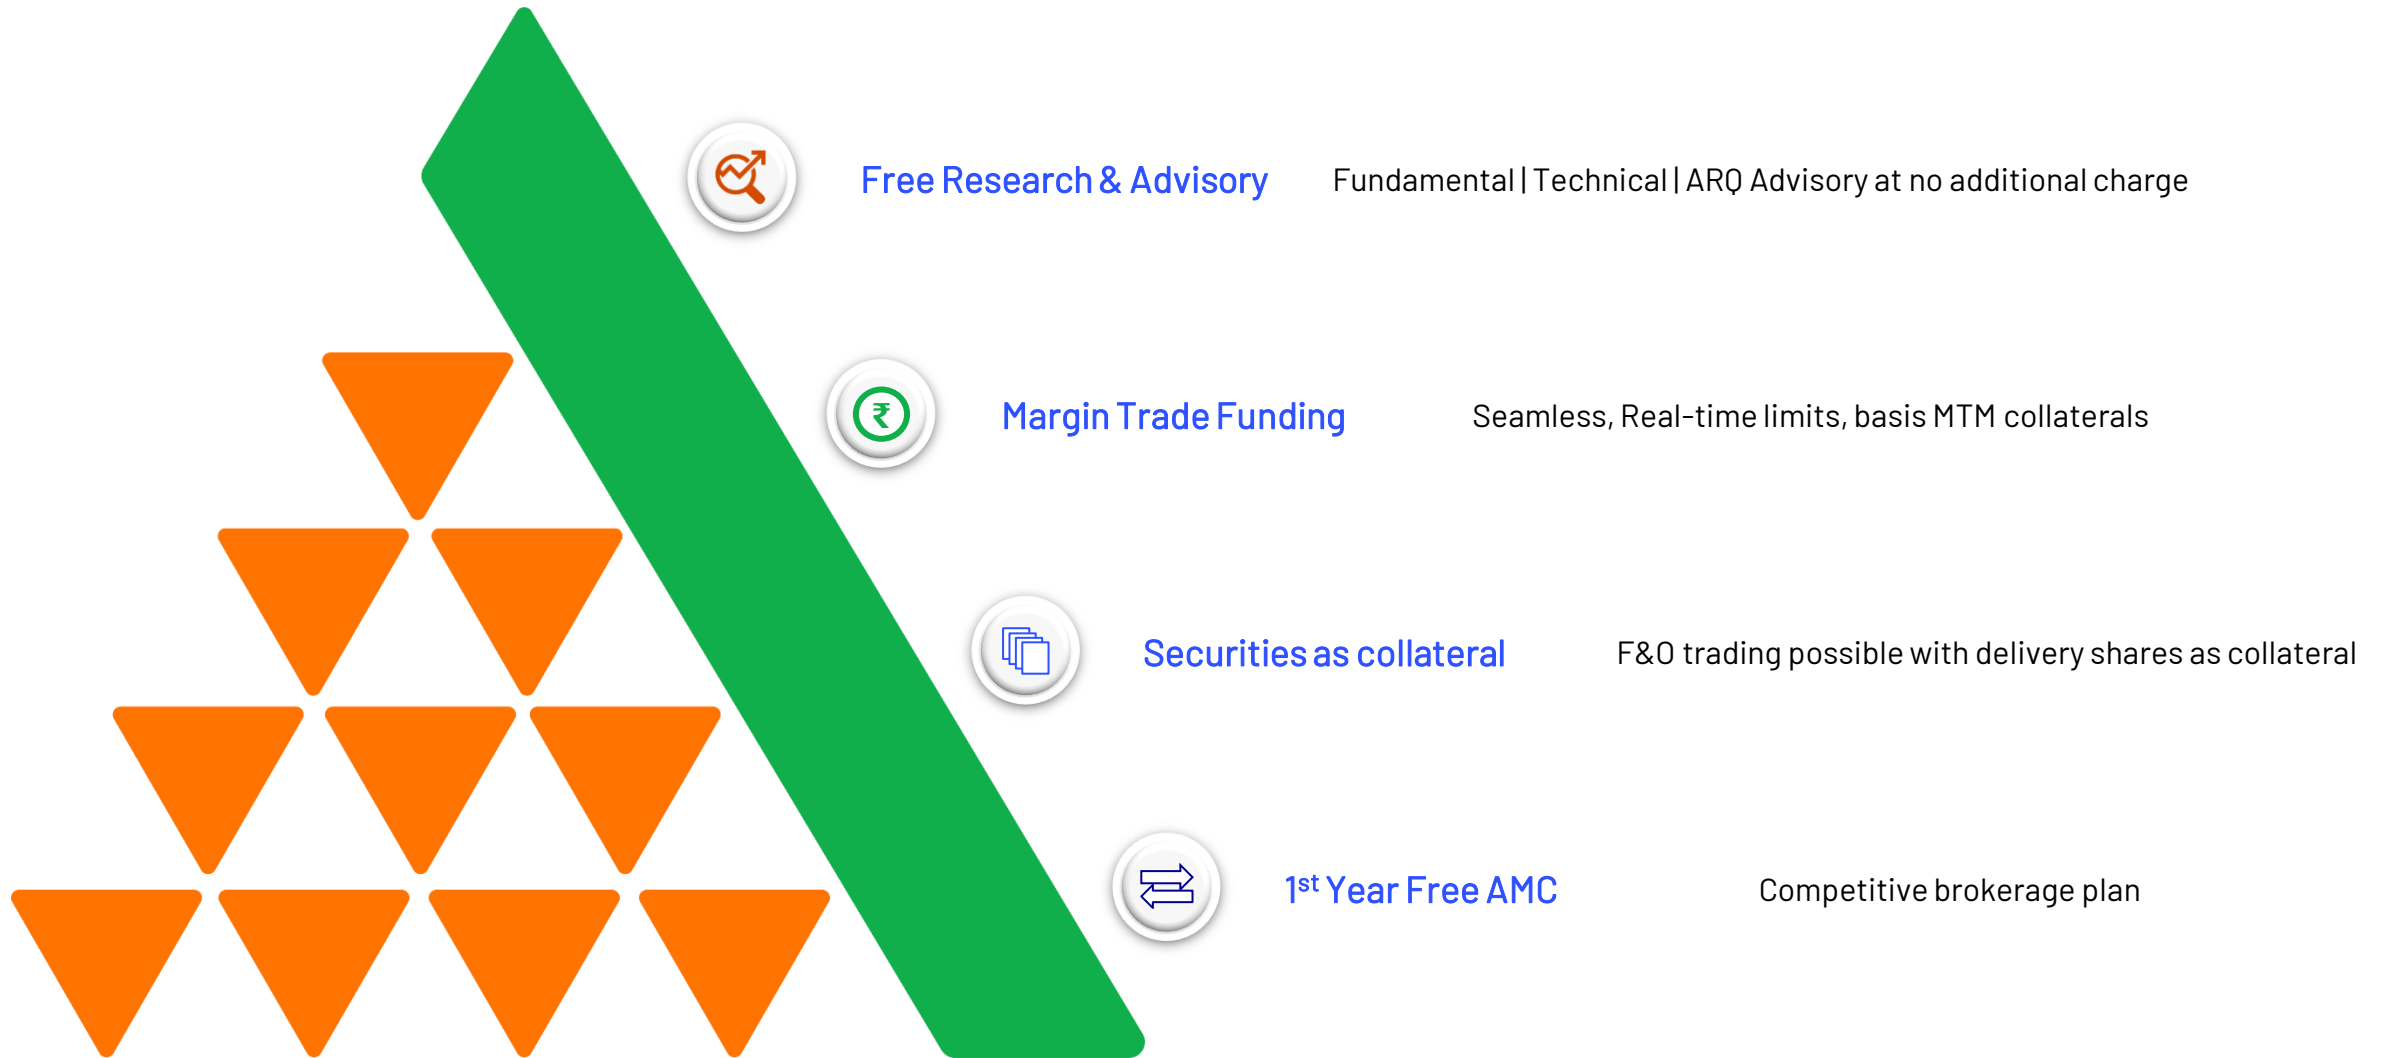 Free Research & Advisory Fundamental | Technical | ARQ Advisory at no additional charge
₹
Margin Trade Funding Seamless, Real-time limits, basis MTM collaterals
Securities as collateral F&O trading possible with delivery shares as collateral
1st Year Free AMC Competitive brokerage plan